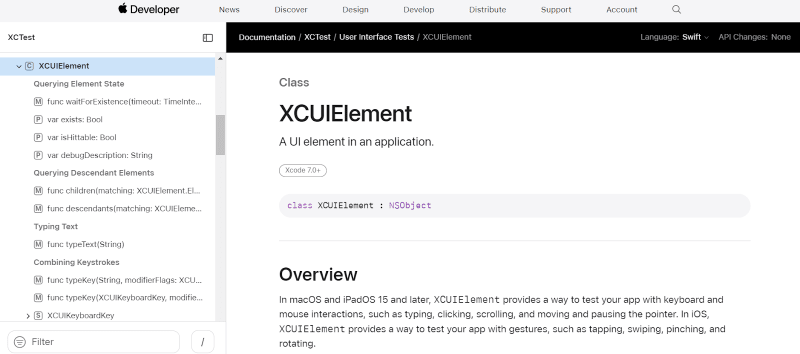 Developer News Discover Design Develop Distribute Support Account
XCTest
Documentation / XCTest / User Interface Tests / XCUIElement Language: Swift API Changes: None
C XCUIElement
Querying Element State
M func waitForExistence(timeout: TimeInte...
P var exists: Bool
P var isHittable: Bool
P var debugDescription: String
Querying Descendant Elements
M func children(matching: XCUIElement.El...
M func descendants(matching: XCUIEleme...
Typing Text
M func typeText(String)
Combining Keystrokes
M func typeKey(String, modifierFlags: XCU...
M func typeKey(XCUIKeyboardKey, modifie...
S XCUIKeyboardKey
Filter /
Class
XCUIElement
A UI element in an application.
Xcode 7.0+
class XCUIElement : NSObject
Overview
In macOS and iPadOS 15 and later, XCUIElement provides a way to test your app with keyboard and
mouse interactions, such as typing, clicking, scrolling, and moving and pausing the pointer. In iOS,
XCUIElement provides a way to test your app with gestures, such as tapping, swiping, pinching, and
rotating.